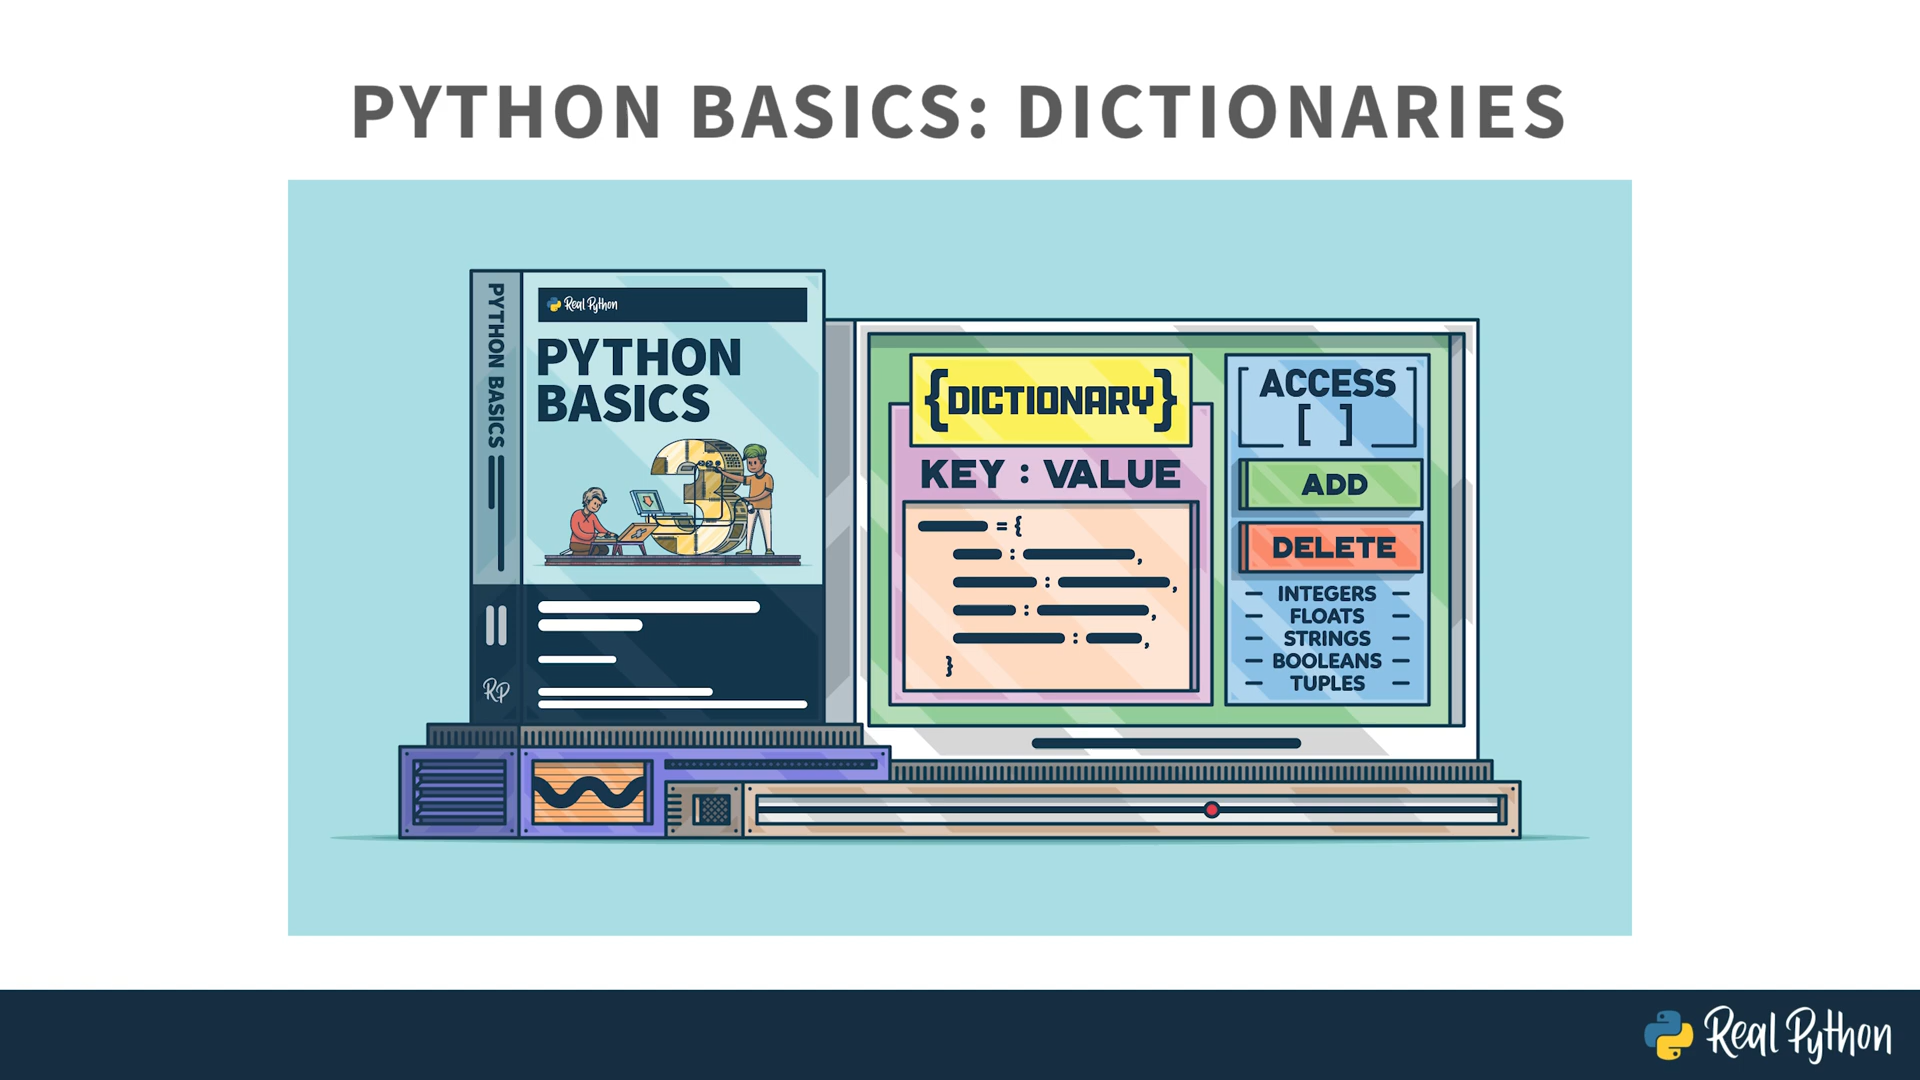 PYTHON BASICS: DICTIONARIES
PYTHON BASICS
RP
Real Python
PYTHON
BASICS
3
{DICTIONARY}
KEY : VALUE
= {
: ,
: ,
: ,
: ,
}
ACCESS
[ ]
ADD
DELETE
INTEGERS
FLOATS
STRINGS
BOOLEANS
TUPLES
Real Python